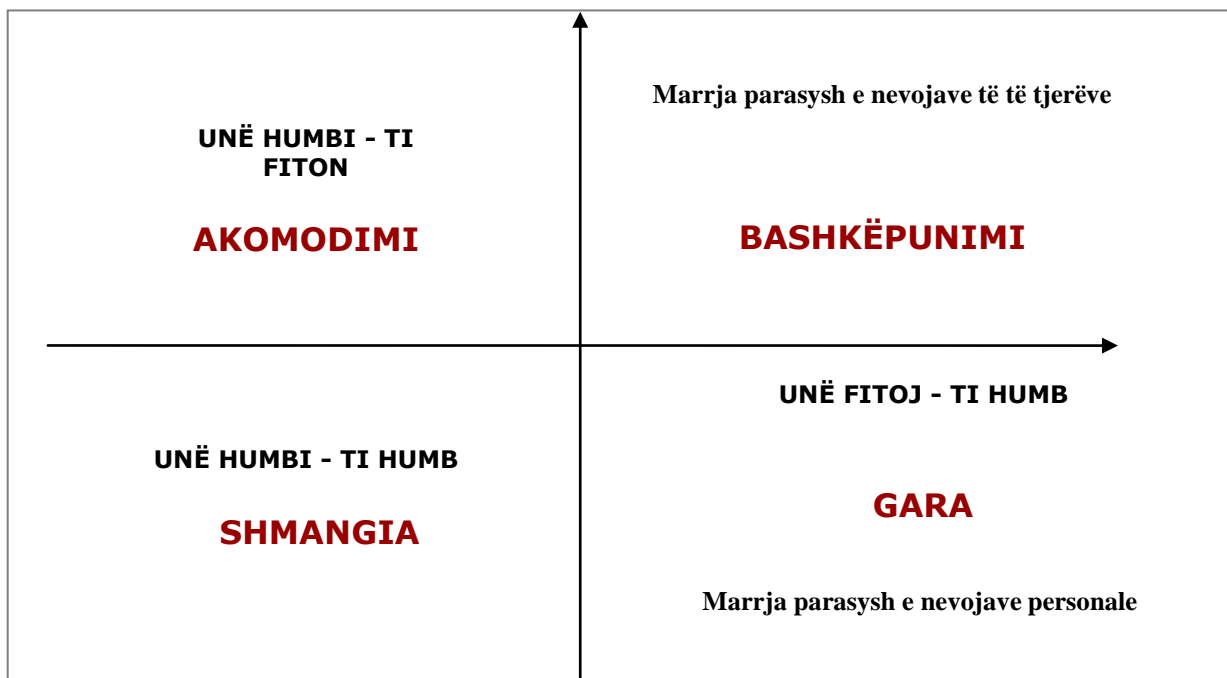 Marrja parasysh e nevojave të të tjerëve
UNË HUMBI - TI
FITON
AKOMODIMI
BASHKËPUNIMI
UNË FITOJ - TI HUMB
UNË HUMBI - TI HUMB
GARA
SHMANGIA
Marrja parasysh e nevojave personale